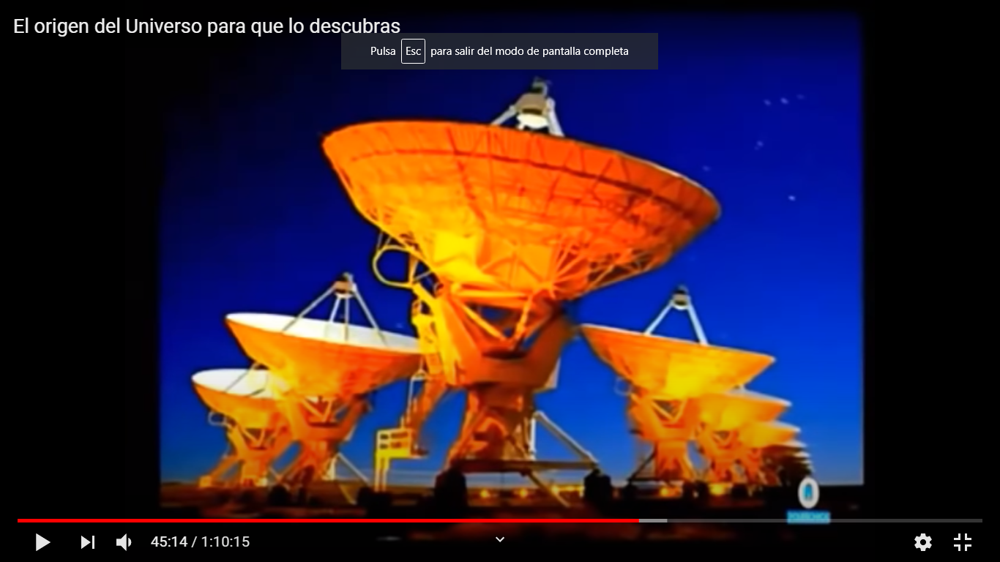 El origen del Universo para que lo descubras
Pulsa Esc para salir del modo de pantalla completa
45:14 / 1:10:15